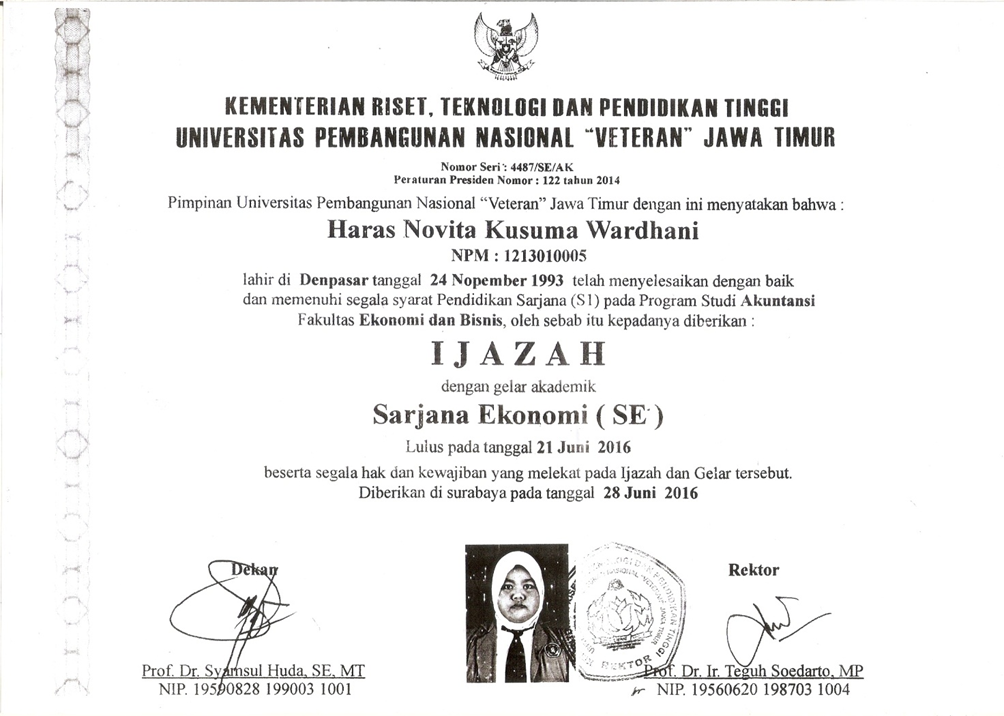 KEMENTERIAN RISET, TEKNOLOGI DAN PENDIDIKAN TINGGI
UNIVERSITAS PEMBANGUNAN NASIONAL "VETERAN" JAWA TIMUR
Nomor Seri : 4487/SE/AK
Peraturan Presiden Nomor : 122 tahun 2014
Pimpinan Universitas Pembangunan Nasional "Veteran" Jawa Timur dengan ini menyatakan bahwa :
Haras Novita Kusuma Wardhani
NPM : 1213010005
lahir di Denpasar tanggal 24 Nopember 1993 telah menyelesaikan dengan baik
dan memenuhi segala syarat Pendidikan Sarjana (S1) pada Program Studi Akuntansi
Fakultas Ekonomi dan Bisnis, oleh sebab itu kepadanya diberikan :
I J A Z A H
dengan gelar akademik
Sarjana Ekonomi ( SE )
Lulus pada tanggal 21 Juni 2016
beserta segala hak dan kewajiban yang melekat pada Ijazah dan Gelar tersebut.
Diberikan di surabaya pada tanggal 28 Juni 2016
Dekan
Prof. Dr. Syamsul Huda, SE, MT
NIP. 19590828 199003 1001
REKTOR
Rektor
Prof. Dr. Ir. Teguh Soedarto, MP
NIP. 19560620 198703 1004